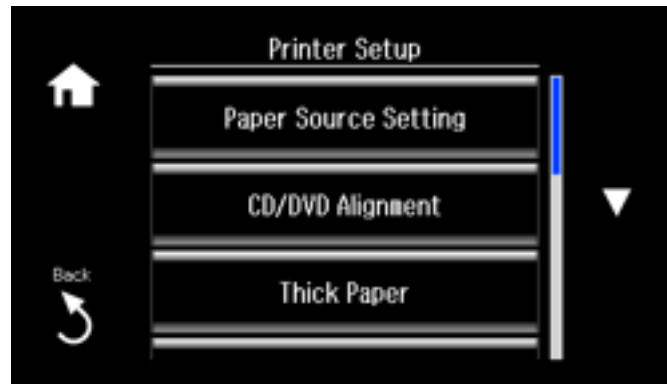 Printer Setup
Paper Source Setting
CD/DVD Alignment
Back
Thick Paper